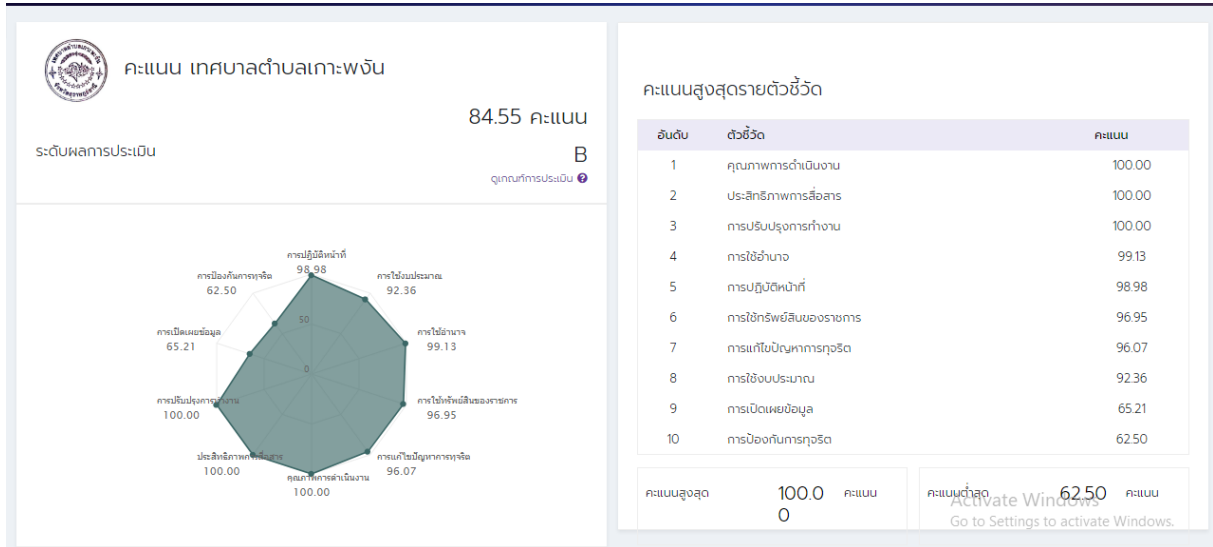 คะแนน เทศบาลตำบลเกาะพงัน
84.55 คะแนน
ระดับผลการประเมิน
B
ดูเกณฑ์การประเมิน
การปฏิบัติหน้าที่
98.98
การป้องกันการทุจริต
62.50
การใช้งบประมาณ
92.36
50
การเปิดเผยข้อมูล
65.21
การใช้อำนาจ
99.13
0
การปรับปรุงการทำงาน
100.00
การใช้ทรัพย์สินของราชการ
96.95
ประสิทธิภาพการสื่อสาร
100.00
การแก้ไขปัญหาการทุจริต
96.07
คุณภาพการดำเนินงาน
100.00
คะแนนสูงสุดรายตัวชี้วัด
อันดับ ตัวชี้วัด คะแนน
1 คุณภาพการดำเนินงาน 100.00
2 ประสิทธิภาพการสื่อสาร 100.00
3 การปรับปรุงการทำงาน 100.00
4 การใช้อำนาจ 99.13
5 การปฏิบัติหน้าที่ 98.98
6 การใช้ทรัพย์สินของราชการ 96.95
7 การแก้ไขปัญหาการทุจริต 96.07
8 การใช้งบประมาณ 92.36
9 การเปิดเผยข้อมูล 65.21
10 การป้องกันการทุจริต 62.50
คะแนนสูงสุด 100.0 คะแนน
0
คะแนนต่ำสุด 62.50 คะแนน
Activate Windows
Go to Settings to activate Windows.